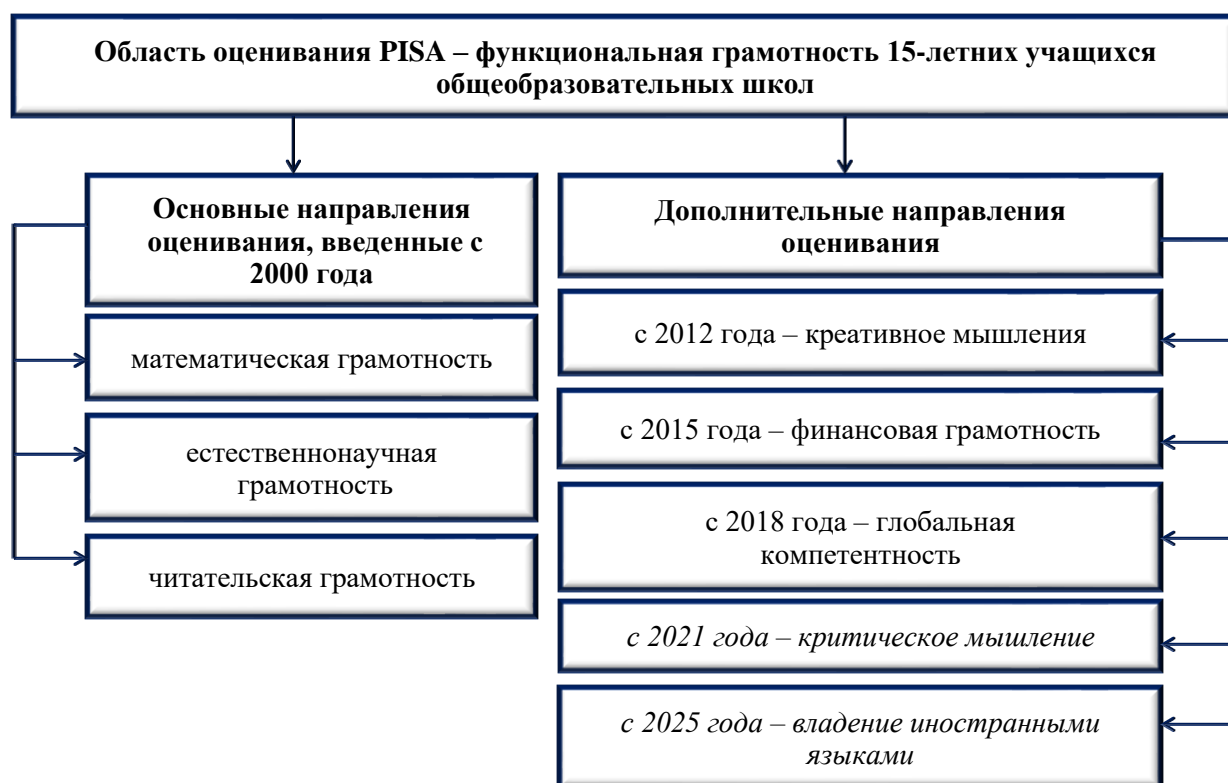 Область оценивания PISA – функциональная грамотность 15-летних учащихся
общеобразовательных школ
Основные направления
оценивания, введенные с
2000 года
математическая грамотность
естественнонаучная
грамотность
читательская грамотность
Дополнительные направления
оценивания
с 2012 года – креативное мышления
с 2015 года – финансовая грамотность
с 2018 года – глобальная
компетентность
с 2021 года – критическое мышление
с 2025 года – владение иностранными
языками